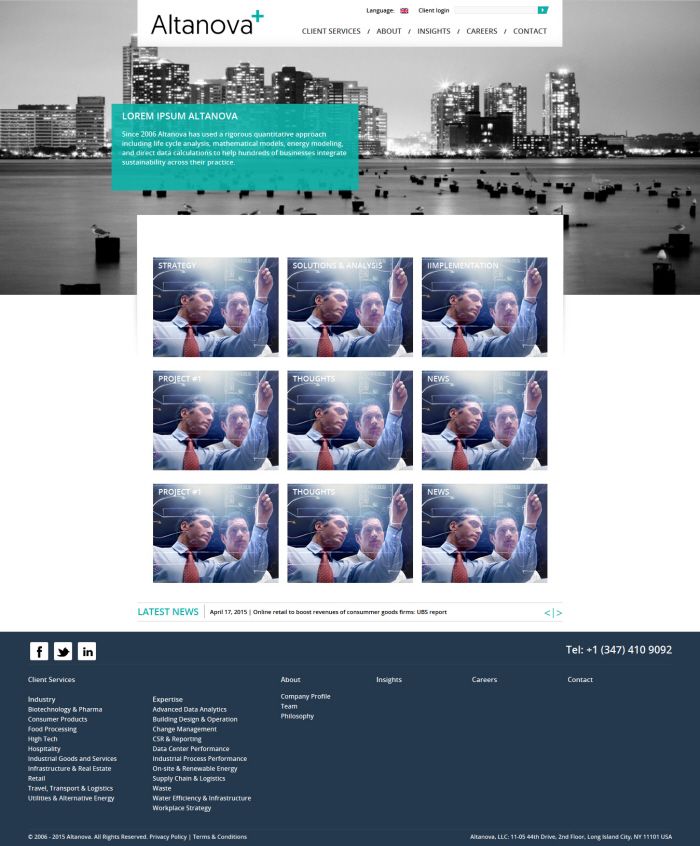 Language:
Client login
Altanova+
CLIENT SERVICES / ABOUT / INSIGHTS / CAREERS / CONTACT
LOREM IPSUM ALTANOVA
Since 2006 Altanova has used a rigorous quantitative approach
including life cycle analysis, mathematical models, energy modeling,
and direct data calculations to help hundreds of businesses integrate
sustainability across their practice.
STRATEGY
SOLUTIONS & ANALYSIS
IIMPLEMENTATION
PROJECT #1
THOUGHTS
NEWS
PROJECT #1
THOUGHTS
NEWS
LATEST NEWS
April 17, 2015 | Online retail to boost revenues of consummer goods firms: UBS report
< | >
f
in
Tel: +1 (347) 410 9092
Client Services
Industry
Biotechnology & Pharma
Consumer Products
Food Processing
High Tech
Hospitality
Industrial Goods and Services
Infrastructure & Real Estate
Retail
Travel, Transport & Logistics
Utilities & Alternative Energy
Expertise
Advanced Data Analytics
Building Design & Operation
Change Management
CSR & Reporting
Data Center Performance
Industrial Process Performance
On-site & Renewable Energy
Supply Chain & Logistics
Waste
Water Efficiency & Infrastructure
Workplace Strategy
About
Company Profile
Team
Philosophy
Insights
Careers
Contact
© 2006 - 2015 Altanova. All Rights Reserved. Privacy Policy | Terms & Conditions
Altanova, LLC: 11-05 44th Drive, 2nd Floor, Long Island City, NY 11101 USA